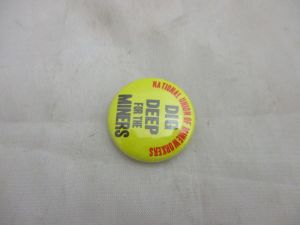 NATIONAL UNION OF MINEWORKERS
DIG
DEEP
FOR THE
MINERS